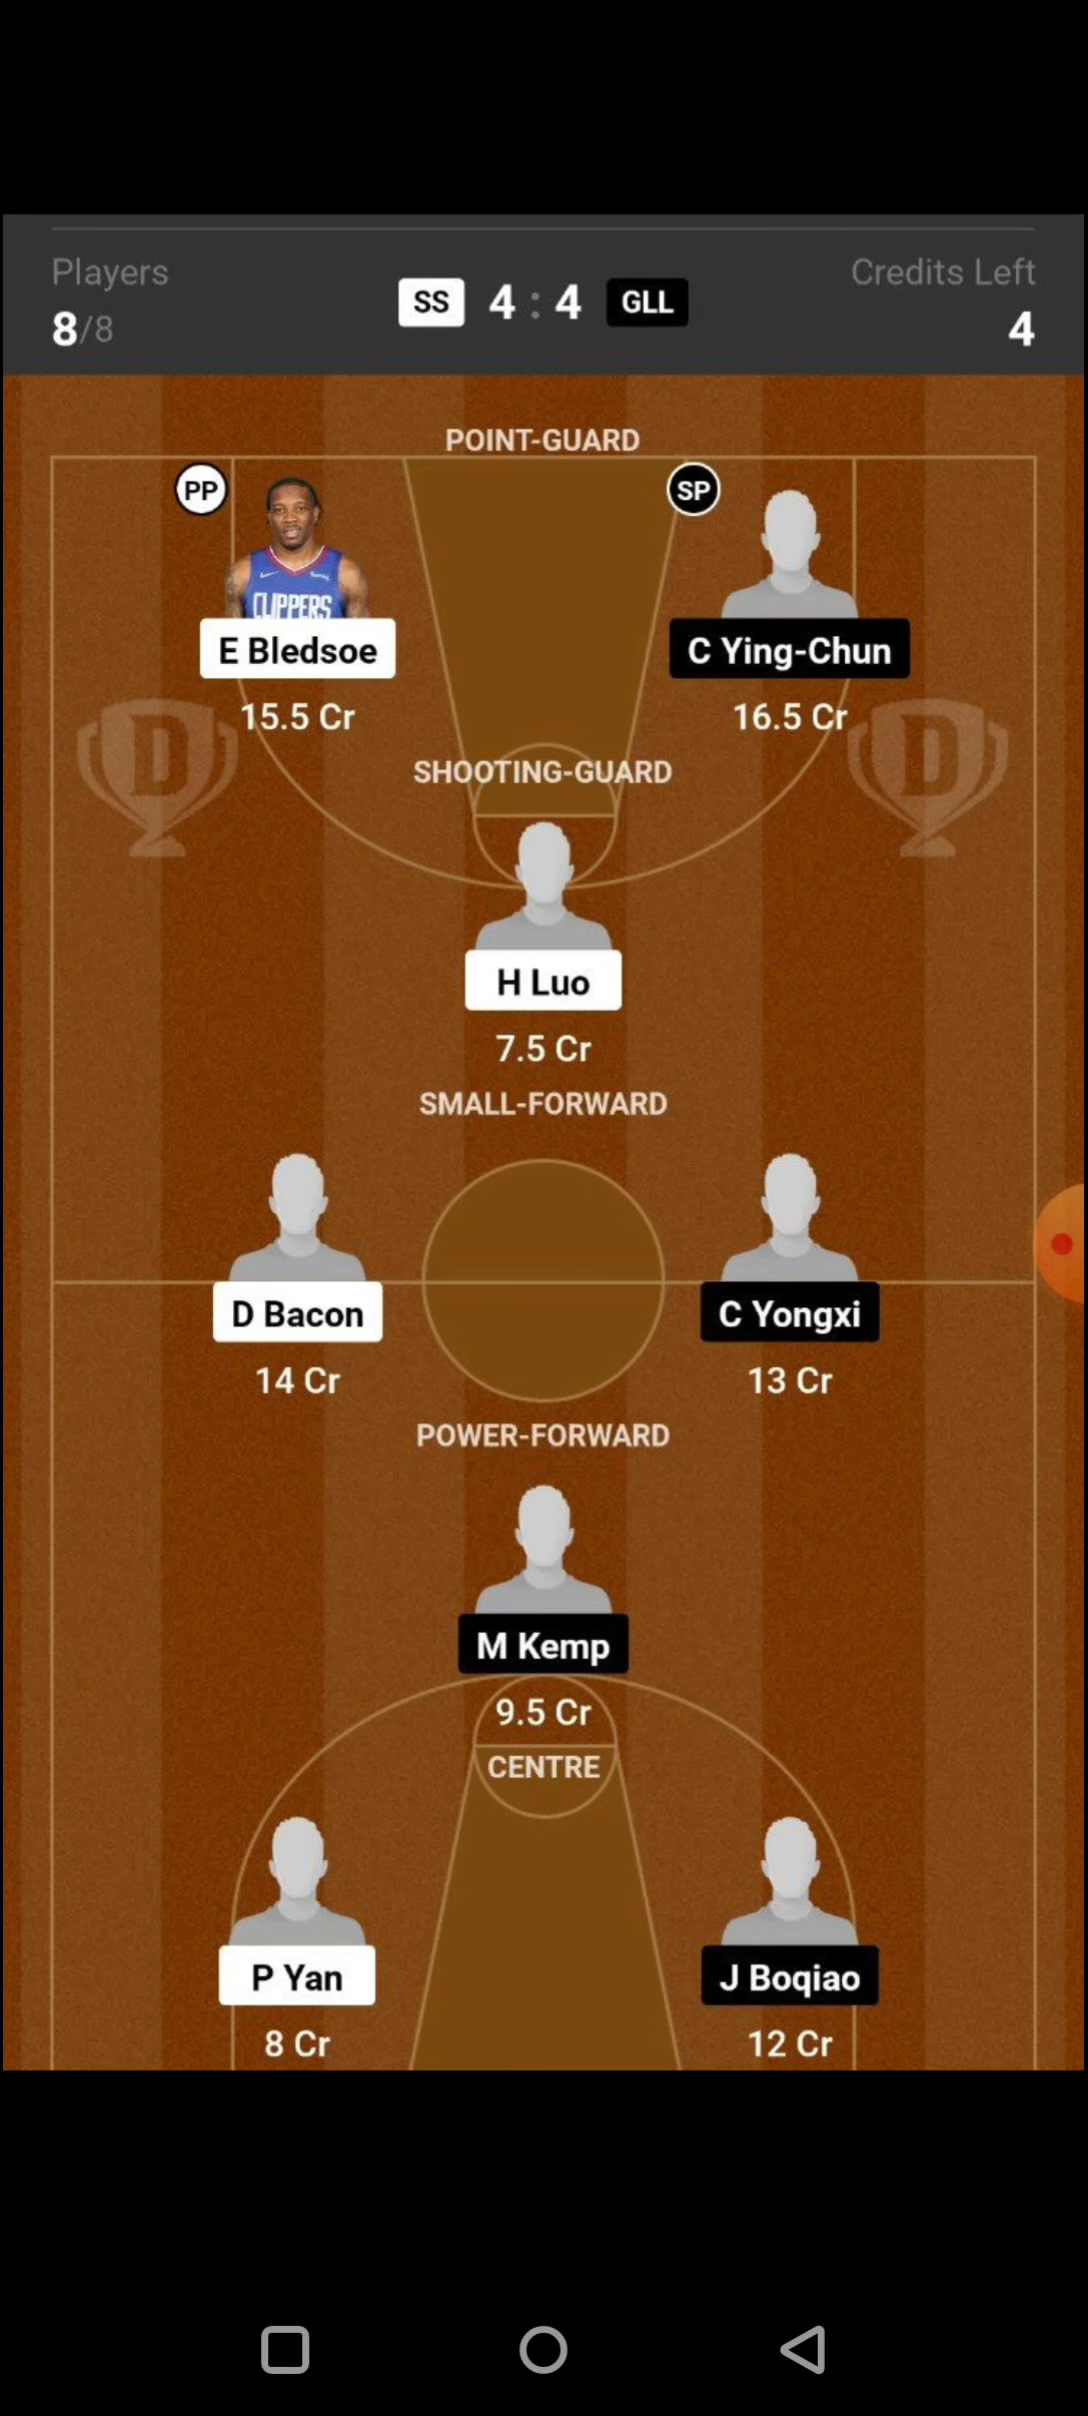 Players
8/8
SS 4 : 4 GLL
Credits Left
4
POINT-GUARD
PP
SP
CLIPPERS
E Bledsoe
C Ying-Chun
15.5 Cr
16.5 Cr
D
D
SHOOTING-GUARD
H Luo
7.5 Cr
SMALL-FORWARD
D Bacon
C Yongxi
14 Cr
13 Cr
POWER-FORWARD
M Kemp
9.5 Cr
CENTRE
P Yan
J Boqiao
8 Cr
12 Cr